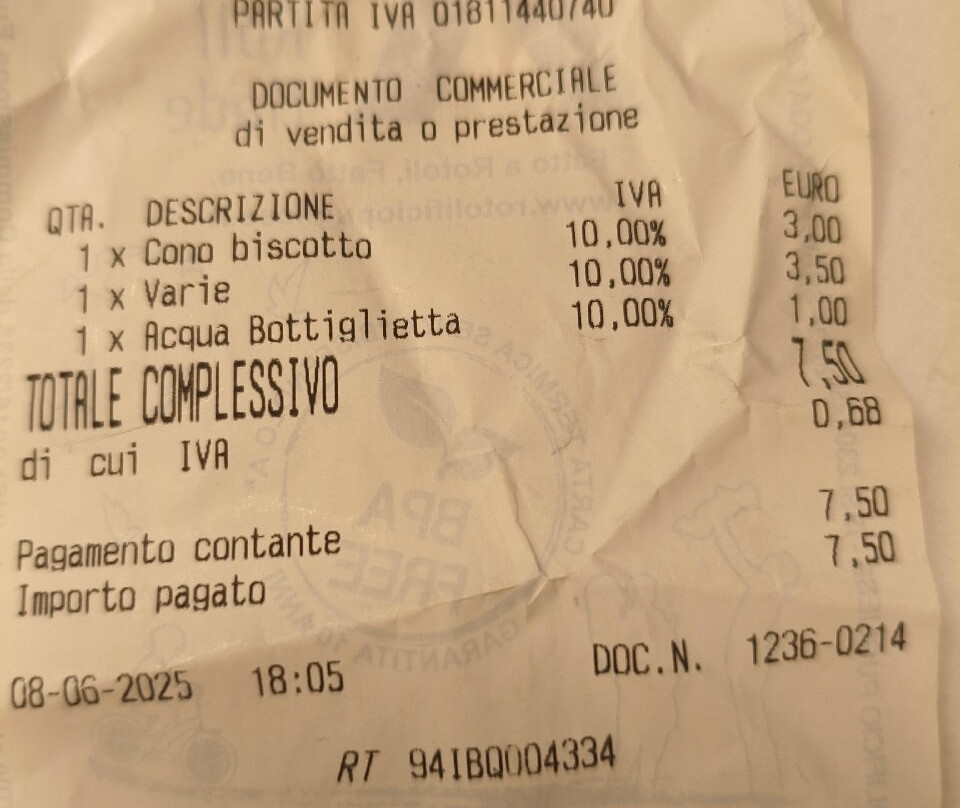 PARTITA IVA 01811440740
DOCUMENTO COMMERCIALE
di vendita o prestazione
QTA. DESCRIZIONE IVA EURO
1 x Cono biscotto 10,00% 3,00
1 x Varie 10,00% 3,50
1 x Acqua Bottiglietta 10,00% 1,00
TOTALE COMPLESSIVO 7,50
di cui IVA 0,68
Pagamento contante 7,50
Importo pagato 7,50
08-06-2025 18:05 DOC.N. 1236-0214
RT 94IBQ004334
BPA
FREE